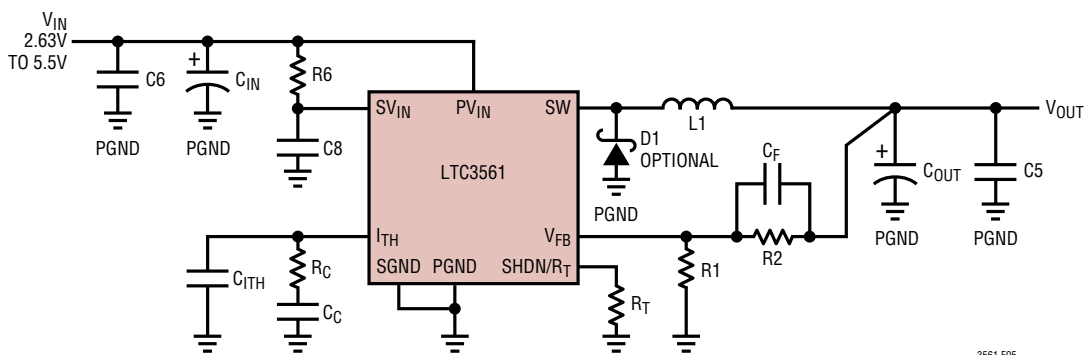 VIN
2.63V
TO 5.5V
C6
PGND
+
CIN
PGND
R6
C8
SVIN
PVIN
SW
LTC3561
ITH
SGND
PGND
VFB
SHDN/RT
CITH
RC
CC
D1
OPTIONAL
PGND
L1
CF
R2
R1
RT
VOUT
+
COUT
PGND
C5
PGND
3561 F05